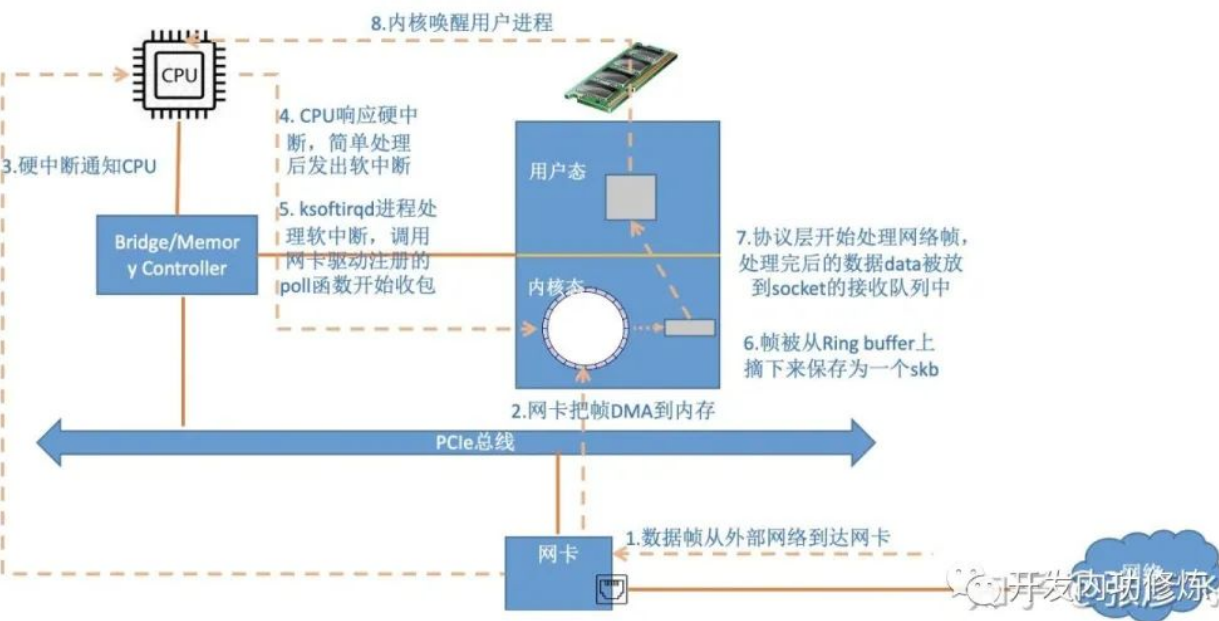 8.内核唤醒用户进程
CPU
4. CPU响应硬中
断，简单处理
后发出软中断
3.硬中断通知CPU
用户态
5. ksoftirqd进程处
理软中断，调用
网卡驱动注册的
poll函数开始收包
Bridge/Memor
y Controller
7.协议层开始处理网络帧，
处理完后的数据data被放
到socket的接收队列中
内核态
6.帧被从Ring buffer上
摘下来保存为一个skb
2.网卡把帧DMA到内存
PCIe总线
1.数据帧从外部网络到达网卡
网卡
网络
开发内功修炼